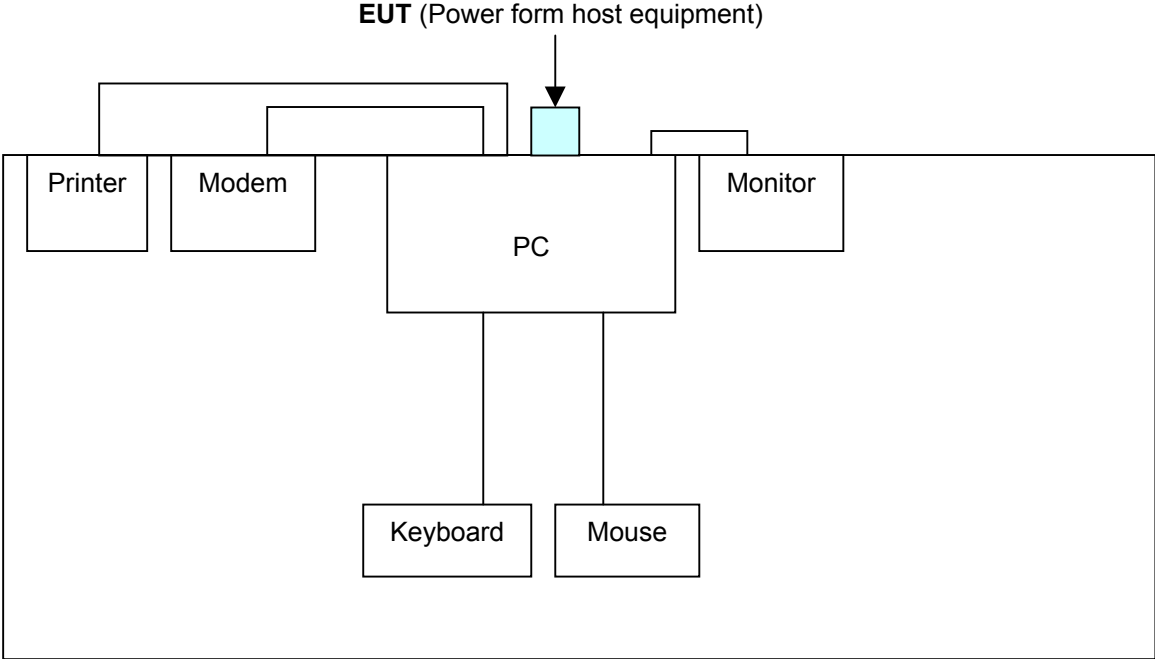 EUT (Power form host equipment)
Printer
Modem
Monitor
PC
Keyboard
Mouse